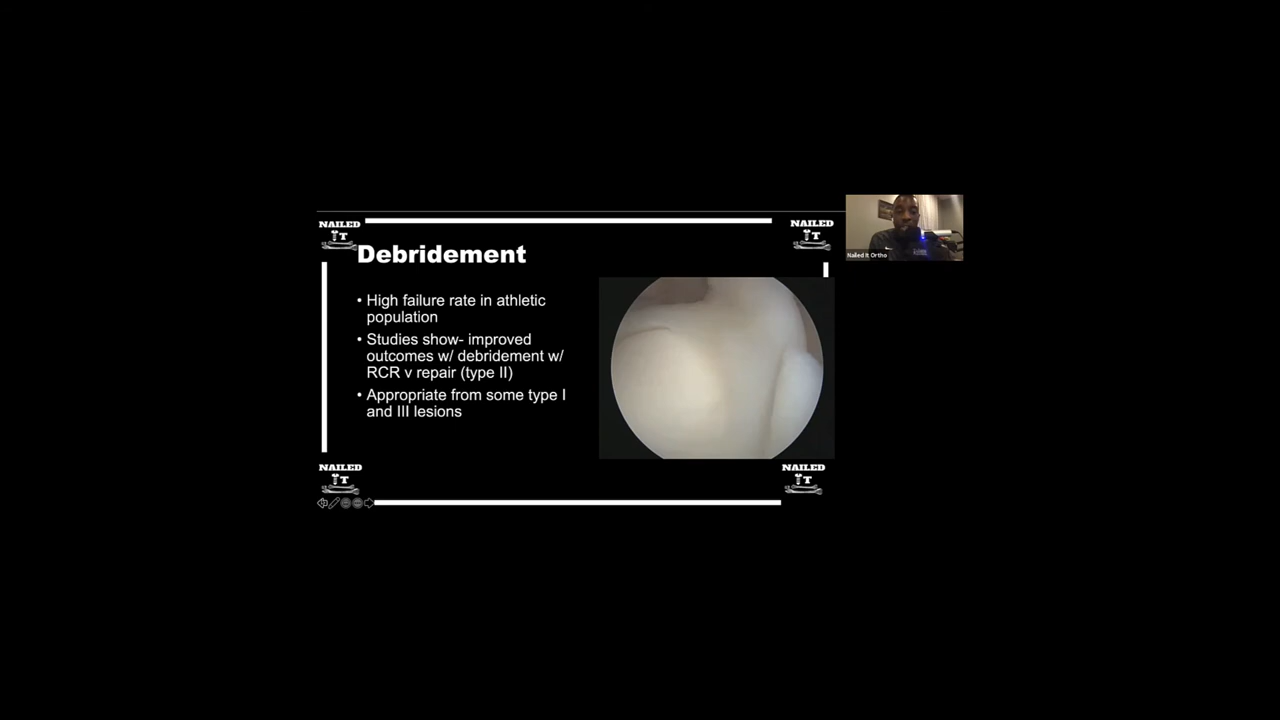 NAILED
IT
NAILED
IT
Debridement
Nailed It Ortho
• High failure rate in athletic
population
• Studies show- improved
outcomes w/ debridement w/
RCR v repair (type II)
• Appropriate from some type I
and III lesions
NAILED
IT
NAILED
IT